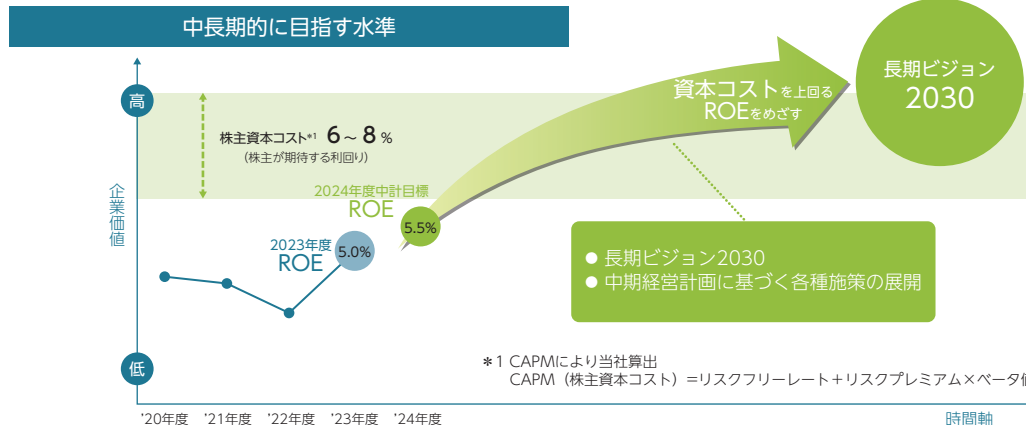 中長期的に目指す水準
高
企業価値
低
株主資本コスト*1 6～8％
(株主が期待する利回り)
2024年度中計目標
ROE
5.5%
2023年度
ROE
5.0%
資本コストを上回る
ROEをめざす
長期ビジョン
2030
● 長期ビジョン2030
● 中期経営計画に基づく各種施策の展開
＊1 CAPMにより当社算出
CAPM（株主資本コスト）＝リスクフリーレート＋リスクプレミアム×ベータ値
'20年度 '21年度 '22年度 '23年度 '24年度
時間軸